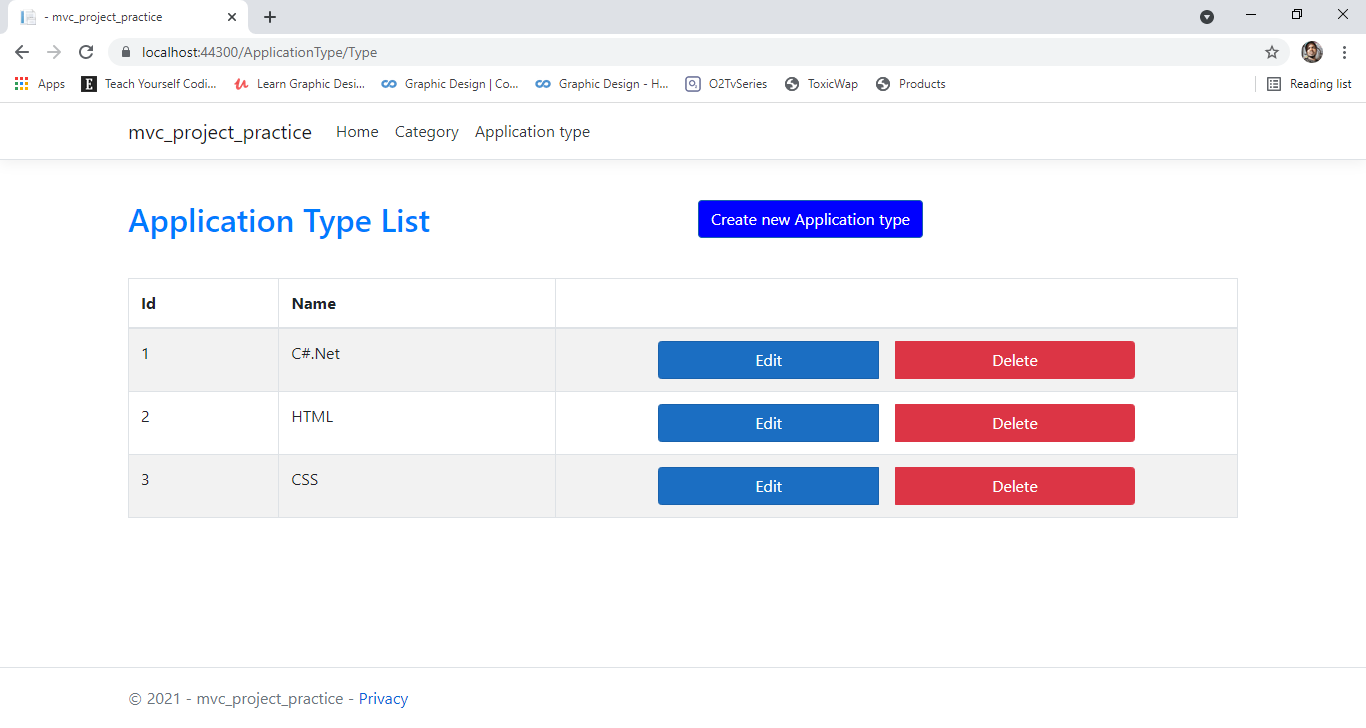 - mvc_project_practice
localhost:44300/ApplicationType/Type
Apps Teach Yourself Codi... Learn Graphic Desi... Graphic Design | Co... Graphic Design - H... O2TvSeries ToxicWap Products Reading list
mvc_project_practice Home Category Application type
Application Type List Create new Application type
Id Name
1 C#.Net Edit Delete
2 HTML Edit Delete
3 CSS Edit Delete
© 2021 - mvc_project_practice - Privacy